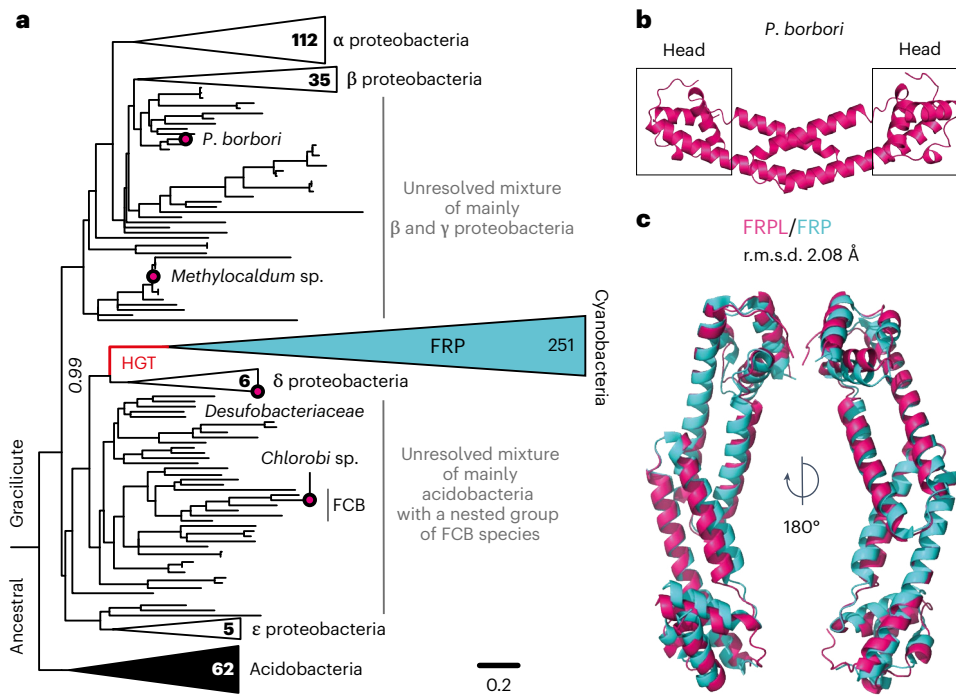 a
112
α proteobacteria
35
β proteobacteria
P. borbori
Unresolved mixture
of mainly
β and γ proteobacteria
Methylocaldum sp.
HGT
FRP
251
Cyanobacteria
0.99
6
δ proteobacteria
Desufobacteriaceae
Chlorobi sp.
FCB
Unresolved mixture
of mainly
acidobacteria
with a nested group
of FCB species
Gracilicute
Ancestral
5
ε proteobacteria
62
Acidobacteria
0.2
b
P. borbori
Head
Head
c
FRPL/FRP
r.m.s.d. 2.08 Å
180°